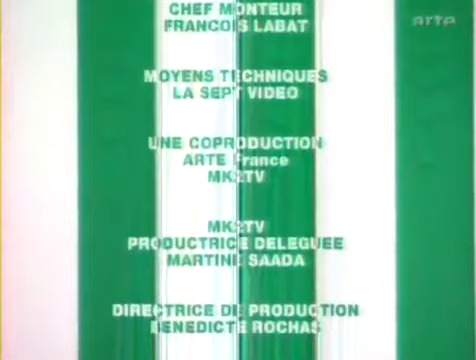 CHEF MONTEUR
FRANCOIS LABAT
arte
MOYENS TECHNIQUES
LA SEPT VIDEO
UNE COPRODUCTION
ARTE France
MK2TV
MK2TV
PRODUCTRICE DELEGUEE
MARTINE SAADA
DIRECTRICE DE PRODUCTION
BENEDICTE ROCHAS